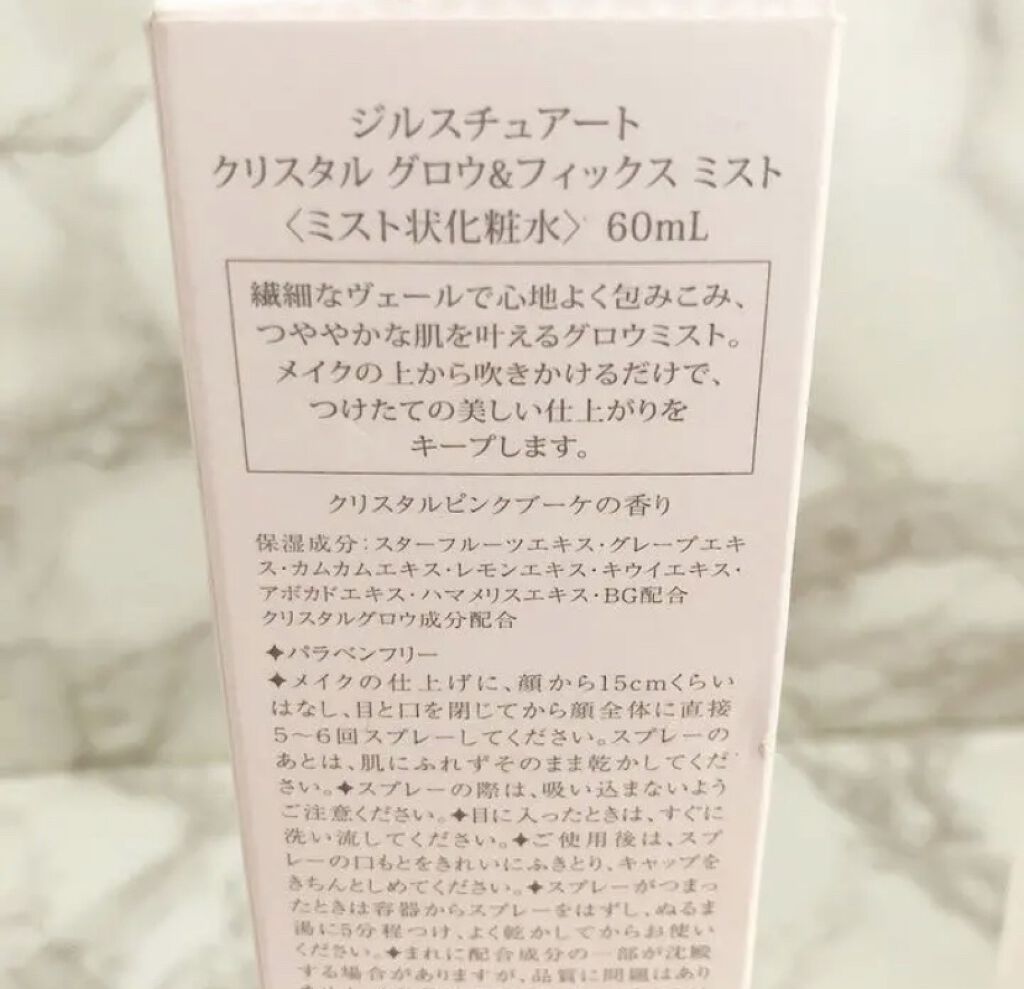 ジルスチュアート
クリスタル グロウ&フィックス ミスト
〈ミスト状化粧水〉 60mL
繊細なヴェールで心地よく包みこみ、
つややかな肌を叶えるグロウミスト。
メイクの上から吹きかけるだけで、
つけたての美しい仕上がりを
キープします。
クリスタルピンクブーケの香り
保湿成分：スターフルーツエキス・グレープエキ
ス・カムカムエキス・レモンエキス・キウイエキス・
アボカドエキス・ハマメリスエキス・BG配合
クリスタルグロウ成分配合
✦パラベンフリー
✦メイクの仕上げに、顔から15cmくらい
はなし、目と口を閉じてから顔全体に直接
5〜6回スプレーしてください。スプレーの
あとは、肌にふれずそのまま乾かしてくだ
さい。✦スプレーの際は、吸い込まないよう
ご注意ください。✦目に入ったときは、すぐに
洗い流してください。✦ご使用後は、スプ
レーの口もとをきれいにふきとり、キャップを
きちんとしめてください。✦スプレーがつまっ
たときは容器からスプレーをはずし、ぬるま
湯に5分程つけ、よく乾かしてからお使い
ください。✦まれに配合成分の一部が沈殿
する場合がありますが、品質に問題はあり